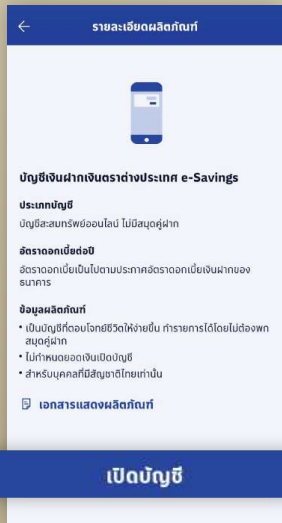 รายละเอียดผลิตภัณฑ์
บัญชีเงินฝากเงินตราต่างประเทศ e-Savings
ประเภทบัญชี
บัญชีสะสมทรัพย์ออนไลน์ ไม่มีสมุดคู่ฝาก
อัตราดอกเบี้ยต่อปี
อัตราดอกเบี้ยเป็นไปตามประกาศอัตราดอกเบี้ยเงินฝากของ
ธนาคาร
ข้อมูลผลิตภัณฑ์
• เป็นบัญชีที่ตอบโจทย์ชีวิตให้ง่ายขึ้น ทำรายการได้โดยไม่ต้องพก
สมุดคู่ฝาก
• ไม่กำหนดยอดเงินเปิดบัญชี
• สำหรับบุคคลที่มีสัญชาติไทยเท่านั้น
เอกสารแสดงผลิตภัณฑ์
เปิดบัญชี